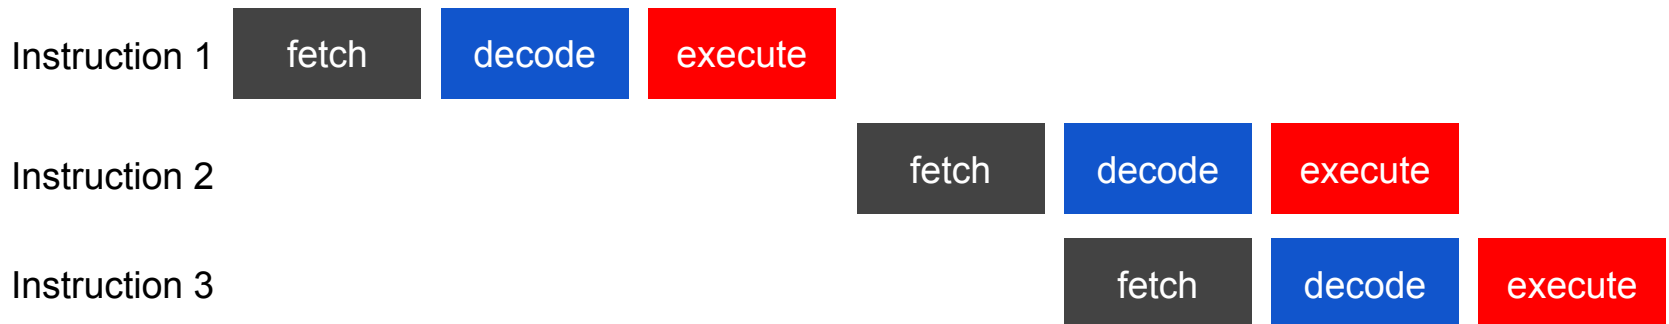 Instruction 1 fetch decode execute
Instruction 2 fetch decode execute
Instruction 3 fetch decode execute